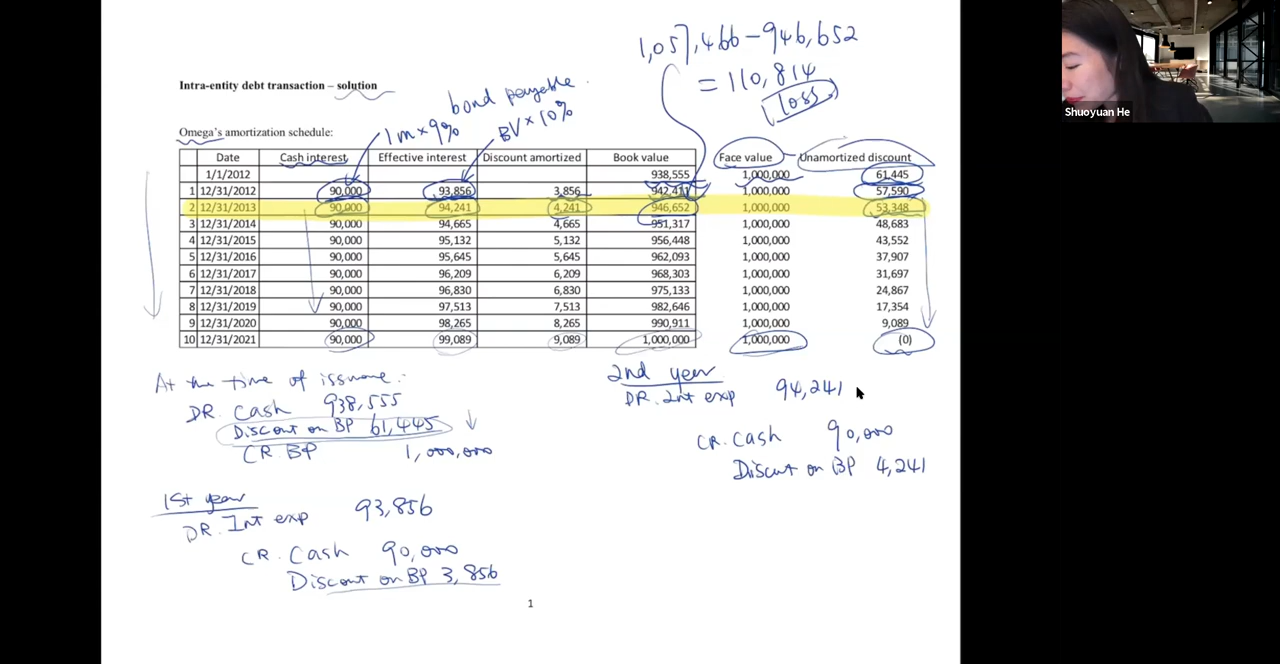 1,057,466 - 946,652
= 110,814
loss
Intra-entity debt transaction – solution
bond payable
1m × 9%
BV × 10%
Omega's amortization schedule:
Date Cash interest Effective interest Discount amortized Book value Face value Unamortized discount
1/1/2012 938,555 1,000,000 61,445
1 12/31/2012 90,000 93,856 3,856 942,411 1,000,000 57,590
2 12/31/2013 90,000 94,241 4,241 946,652 1,000,000 53,348
3 12/31/2014 90,000 94,665 4,665 951,317 1,000,000 48,683
4 12/31/2015 90,000 95,132 5,132 956,448 1,000,000 43,552
5 12/31/2016 90,000 95,645 5,645 962,093 1,000,000 37,907
6 12/31/2017 90,000 96,209 6,209 968,303 1,000,000 31,697
7 12/31/2018 90,000 96,830 6,830 975,133 1,000,000 24,867
8 12/31/2019 90,000 97,513 7,513 982,646 1,000,000 17,354
9 12/31/2020 90,000 98,265 8,265 990,911 1,000,000 9,089
10 12/31/2021 90,000 99,089 9,089 1,000,000 1,000,000 (0)
At the time of issuance:
DR. Cash 938,555
Discount on BP 61,445
CR. BP 1,000,000
1st year
DR. Int exp 93,856
CR. Cash 90,000
Discount on BP 3,856
2nd year
DR. Int exp 94,241
CR. Cash 90,000
Discount on BP 4,241
1
Shuoyuan He